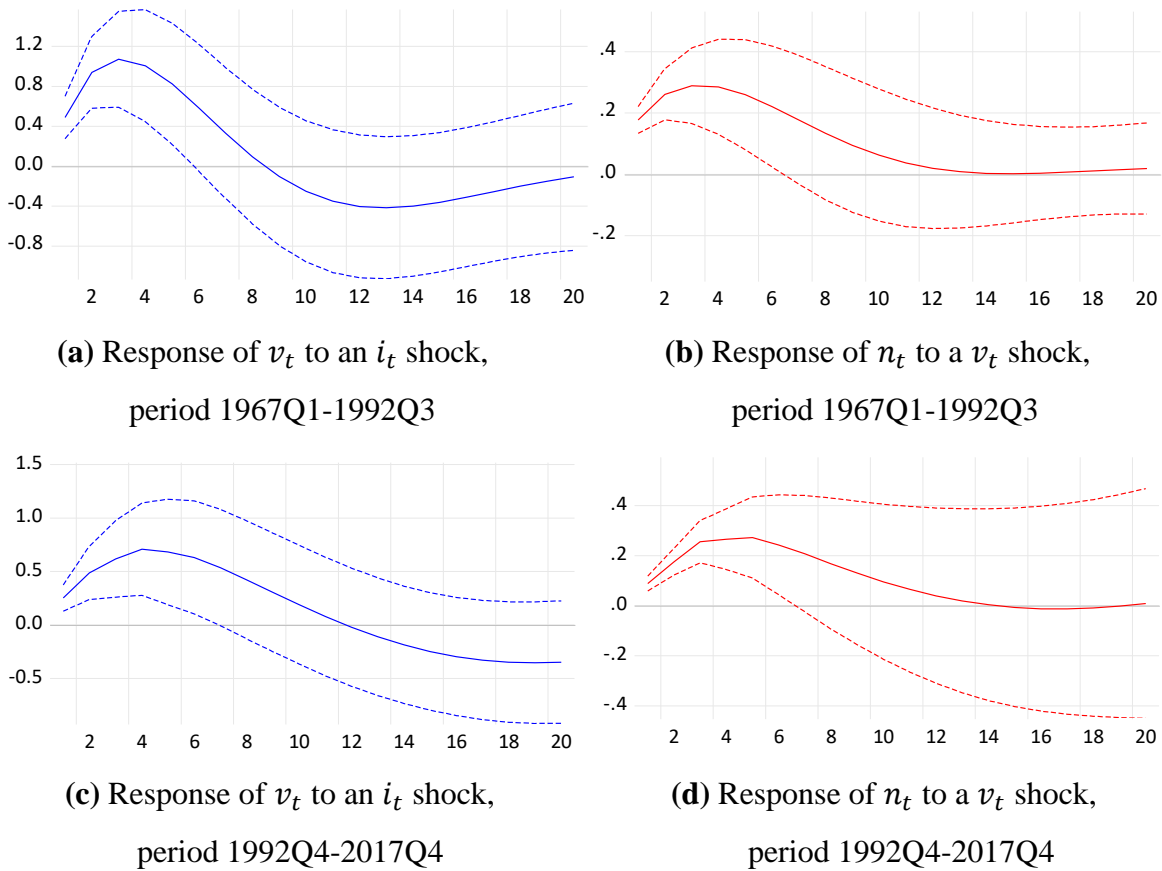 1.2
0.8
0.4
0.0
-0.4
-0.8
2 4 6 8 10 12 14 16 18 20
.4
.2
.0
-.2
2 4 6 8 10 12 14 16 18 20
(a) Response of v_t to an i_t shock,
period 1967Q1-1992Q3
(b) Response of n_t to a v_t shock,
period 1967Q1-1992Q3
1.5
1.0
0.5
0.0
-0.5
2 4 6 8 10 12 14 16 18 20
.4
.2
.0
-.2
-.4
2 4 6 8 10 12 14 16 18 20
(c) Response of v_t to an i_t shock,
period 1992Q4-2017Q4
(d) Response of n_t to a v_t shock,
period 1992Q4-2017Q4